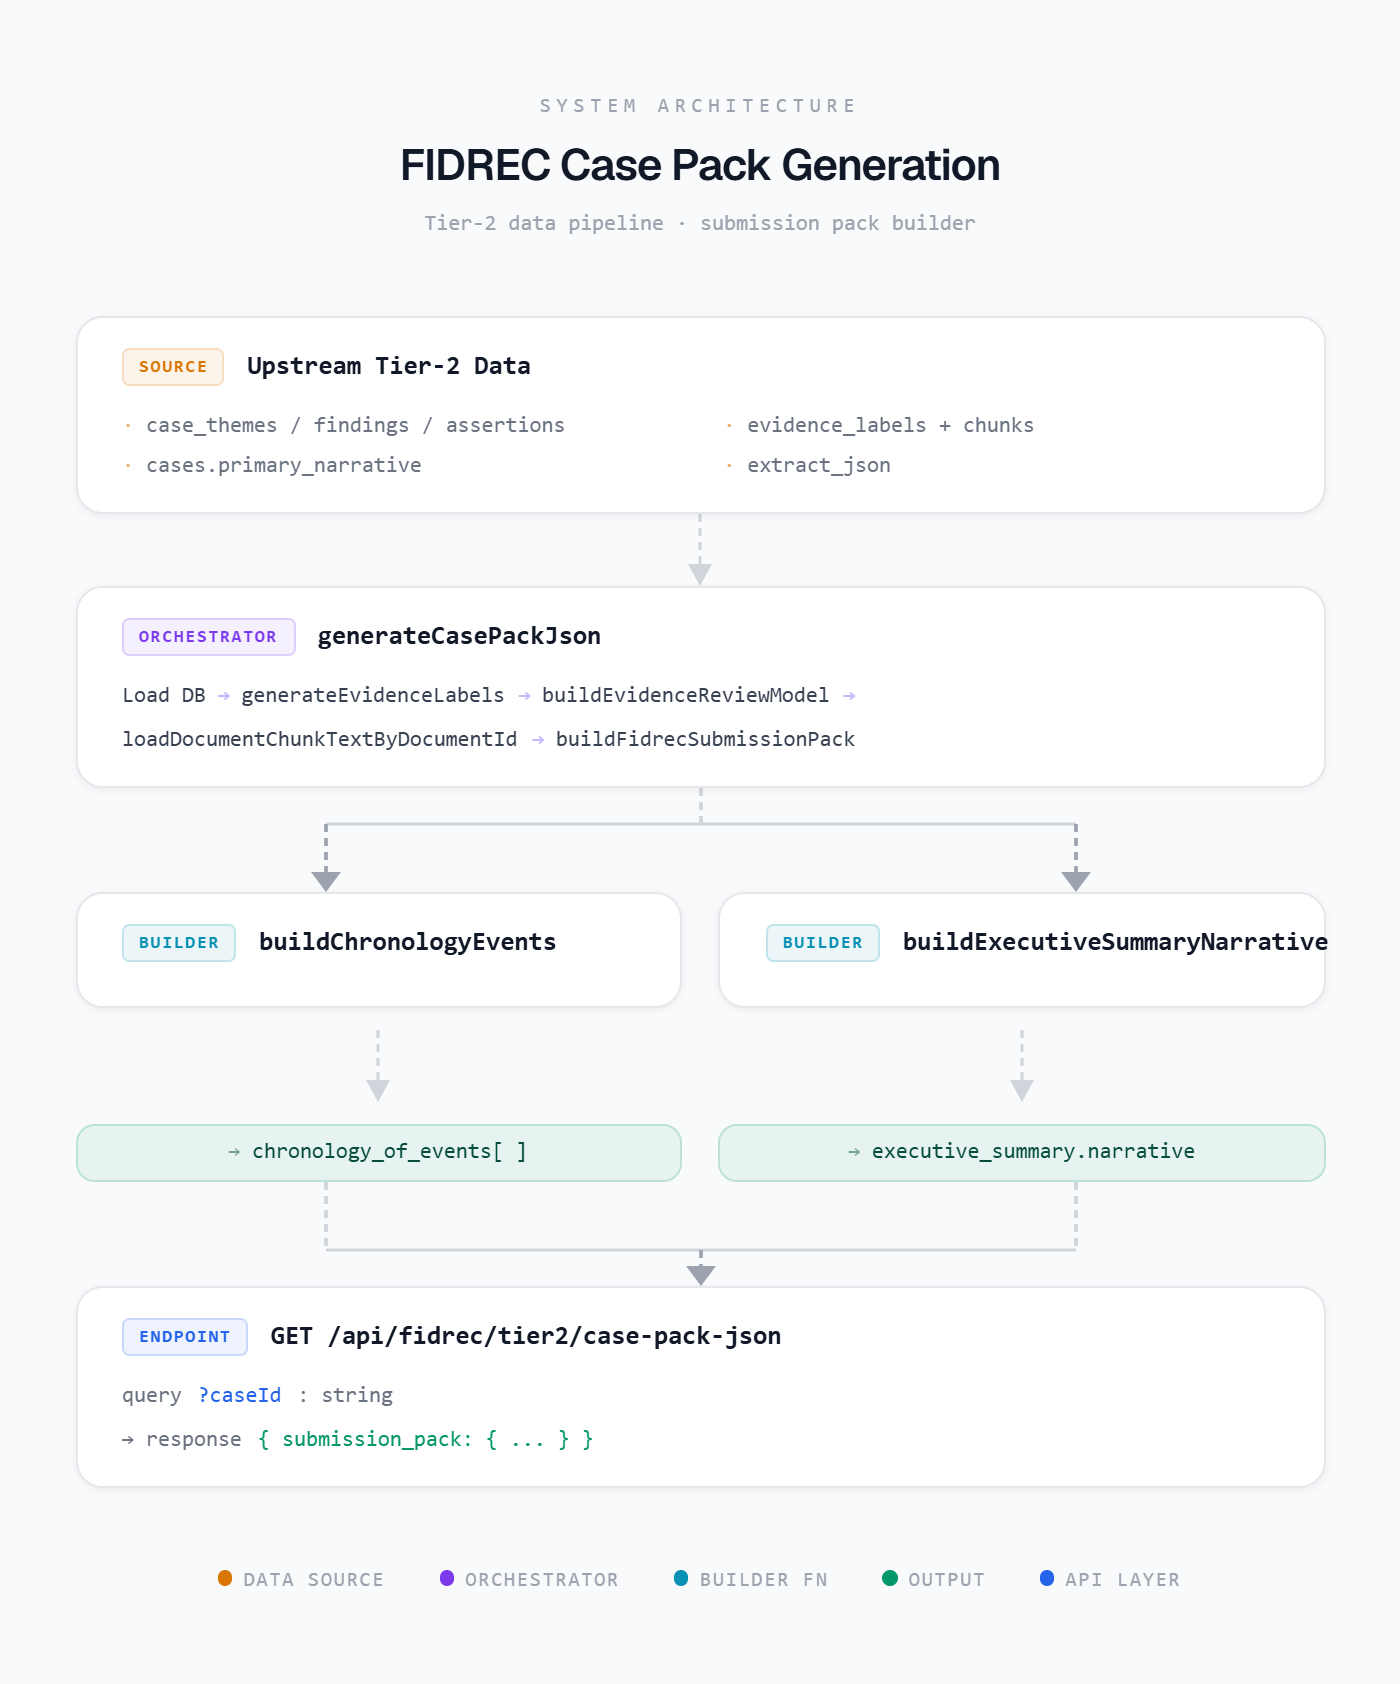 SYSTEM ARCHITECTURE
FIDREC Case Pack Generation
Tier-2 data pipeline · submission pack builder
SOURCE Upstream Tier-2 Data
· case_themes / findings / assertions
· evidence_labels + chunks
· cases.primary_narrative
· extract_json
ORCHESTRATOR generateCasePackJson
Load DB → generateEvidenceLabels → buildEvidenceReviewModel →
loadDocumentChunkTextByDocumentId → buildFidrecSubmissionPack
BUILDER buildChronologyEvents
BUILDER buildExecutiveSummaryNarrative
→ chronology_of_events[ ]
→ executive_summary.narrative
ENDPOINT GET /api/fidrec/tier2/case-pack-json
query ?caseId : string
→ response { submission_pack: { ... } }
DATA SOURCE
ORCHESTRATOR
BUILDER FN
OUTPUT
API LAYER